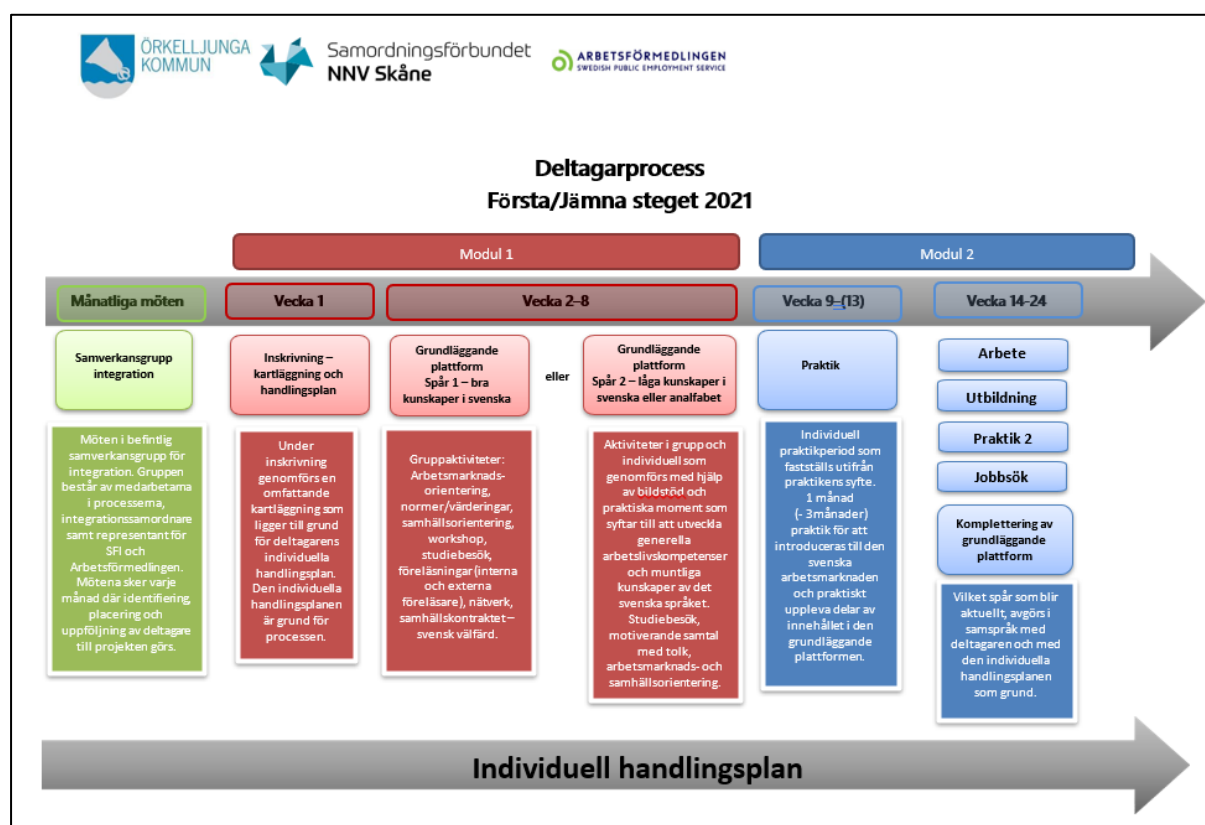 ÖRKELLJUNGA
KOMMUN
Samordningsförbundet
NNV Skåne
ARBETSFÖRMEDLINGEN
SWEDISH PUBLIC EMPLOYMENT SERVICE
Deltagarprocess
Första/Jämna steget 2021
Modul 1
Modul 2
Månatliga möten
Vecka 1
Vecka 2–8
Vecka 9–(13)
Vecka 14-24
Samverkansgrupp
integration
Inskrivning –
kartläggning och
handlingsplan
Grundläggande
plattform
Spår 1 – bra
kunskaper i svenska
eller
Grundläggande
plattform
Spår 2 – låga kunskaper i
svenska eller analfabet
Praktik
Arbete
Utbildning
Praktik 2
Jobbsök
Komplettering av
grundläggande
plattform
Möten i befintlig
samverkansgrupp för
integration. Gruppen
består av medarbetarna
i processerna,
integrationssamordnare
samt representant för
SFI och
Arbetsförmedlingen.
Mötena sker varje
månad där identifiering,
placering och
uppföljning av deltagare
till projekten görs.
Under
inskrivning
genomförs en
omfattande
kartläggning som
ligger till grund
för deltagarens
individuella
handlingsplan.
Den individuella
handlingsplanen
är grund för
processen.
Gruppaktiviteter:
Arbetsmarknads-
orientering,
normer/värderingar,
samhällsorientering,
workshop,
studiebesök,
föreläsningar (interna
och externa
föreläsare), nätverk,
samhällskontraktet –
svensk välfärd.
Aktiviteter i grupp och
individuell som
genomförs med hjälp
av bildstöd och
praktiska moment som
syftar till att utveckla
generella
arbetslivskompetenser
och muntliga
kunskaper av det
svenska språket.
Studiebesök,
motiverande samtal
med tolk,
arbetsmarknads- och
samhällsorientering.
Individuell
praktikperiod som
fastställs utifrån
praktikens syfte.
1 månad
(- 3månader)
praktik för att
introduceras till den
svenska
arbetsmarknaden
och praktiskt
uppleva delar av
innehållet i den
grundläggande
plattformen.
Vilket spår som blir
aktuellt, avgörs i
samspråk med
deltagaren och med
den individuella
handlingsplanen
som grund.
Individuell handlingsplan